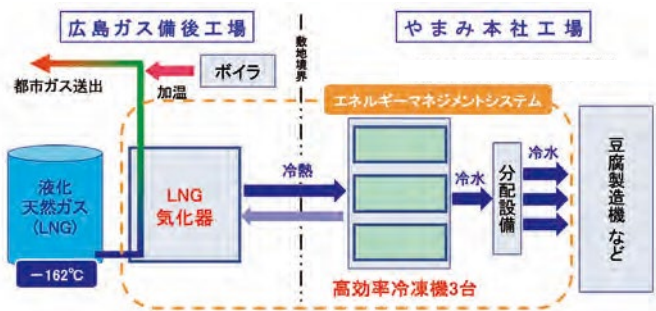 広島ガス備後工場
やまみ本社工場
敷地境界
都市ガス送出
加温
ボイラ
エネルギーマネジメントシステム
液化
天然ガス
(LNG)
−162℃
LNG
気化器
冷熱
冷水
分配設備
冷水
豆腐製造機 など
高効率冷凍機3台